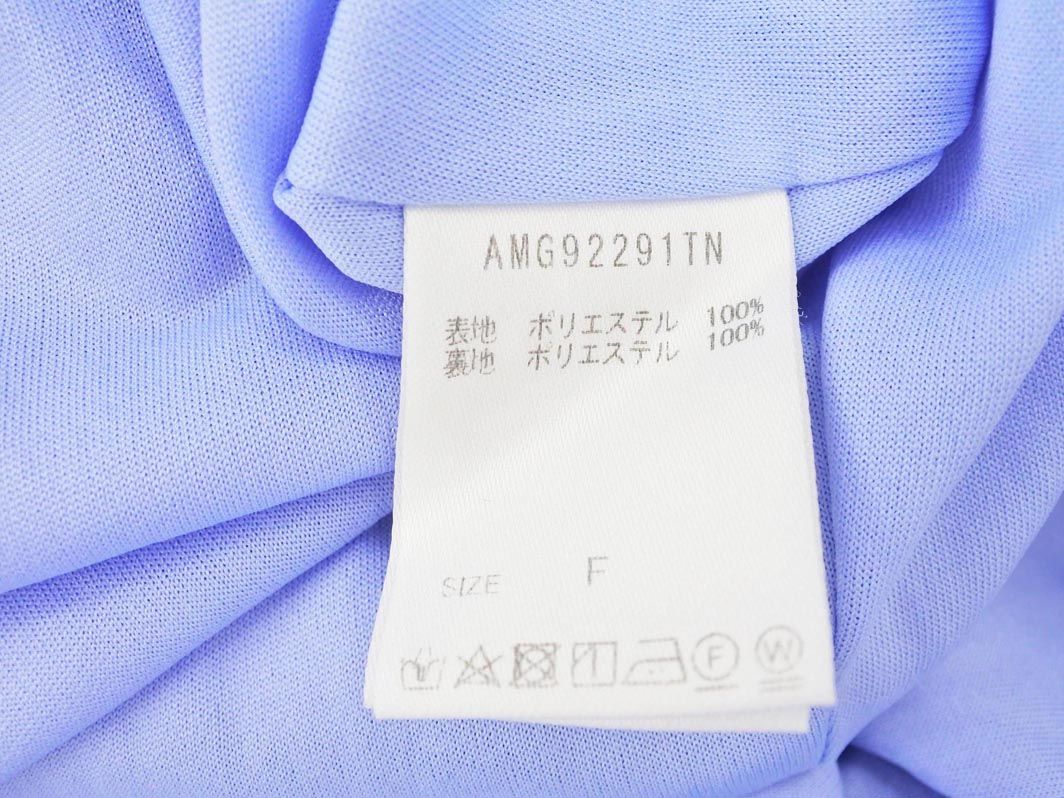 AMG92291TN
表地 ポリエステル 100%
裏地 ポリエステル 100%
SIZE F
F W